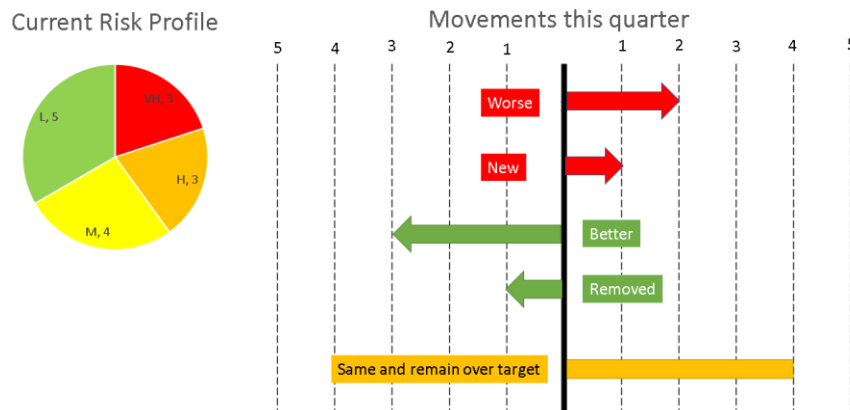 Current Risk Profile
Movements this quarter
5 4 3 2 1 1 2 3 4 5
VH, 3
L, 5
H, 3
M, 4
Worse
New
Better
Removed
Same and remain over target